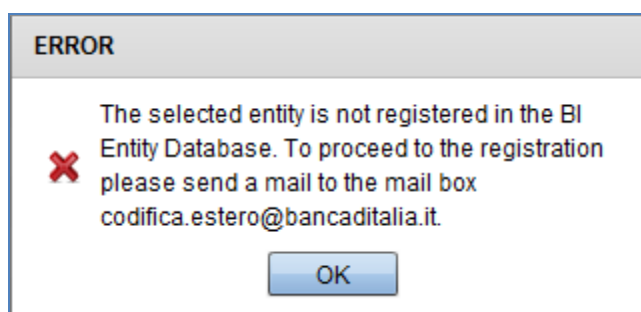 ERROR
The selected entity is not registered in the BI
Entity Database. To proceed to the registration
please send a mail to the mail box
codifica.estero@bancaditalia.it.
OK